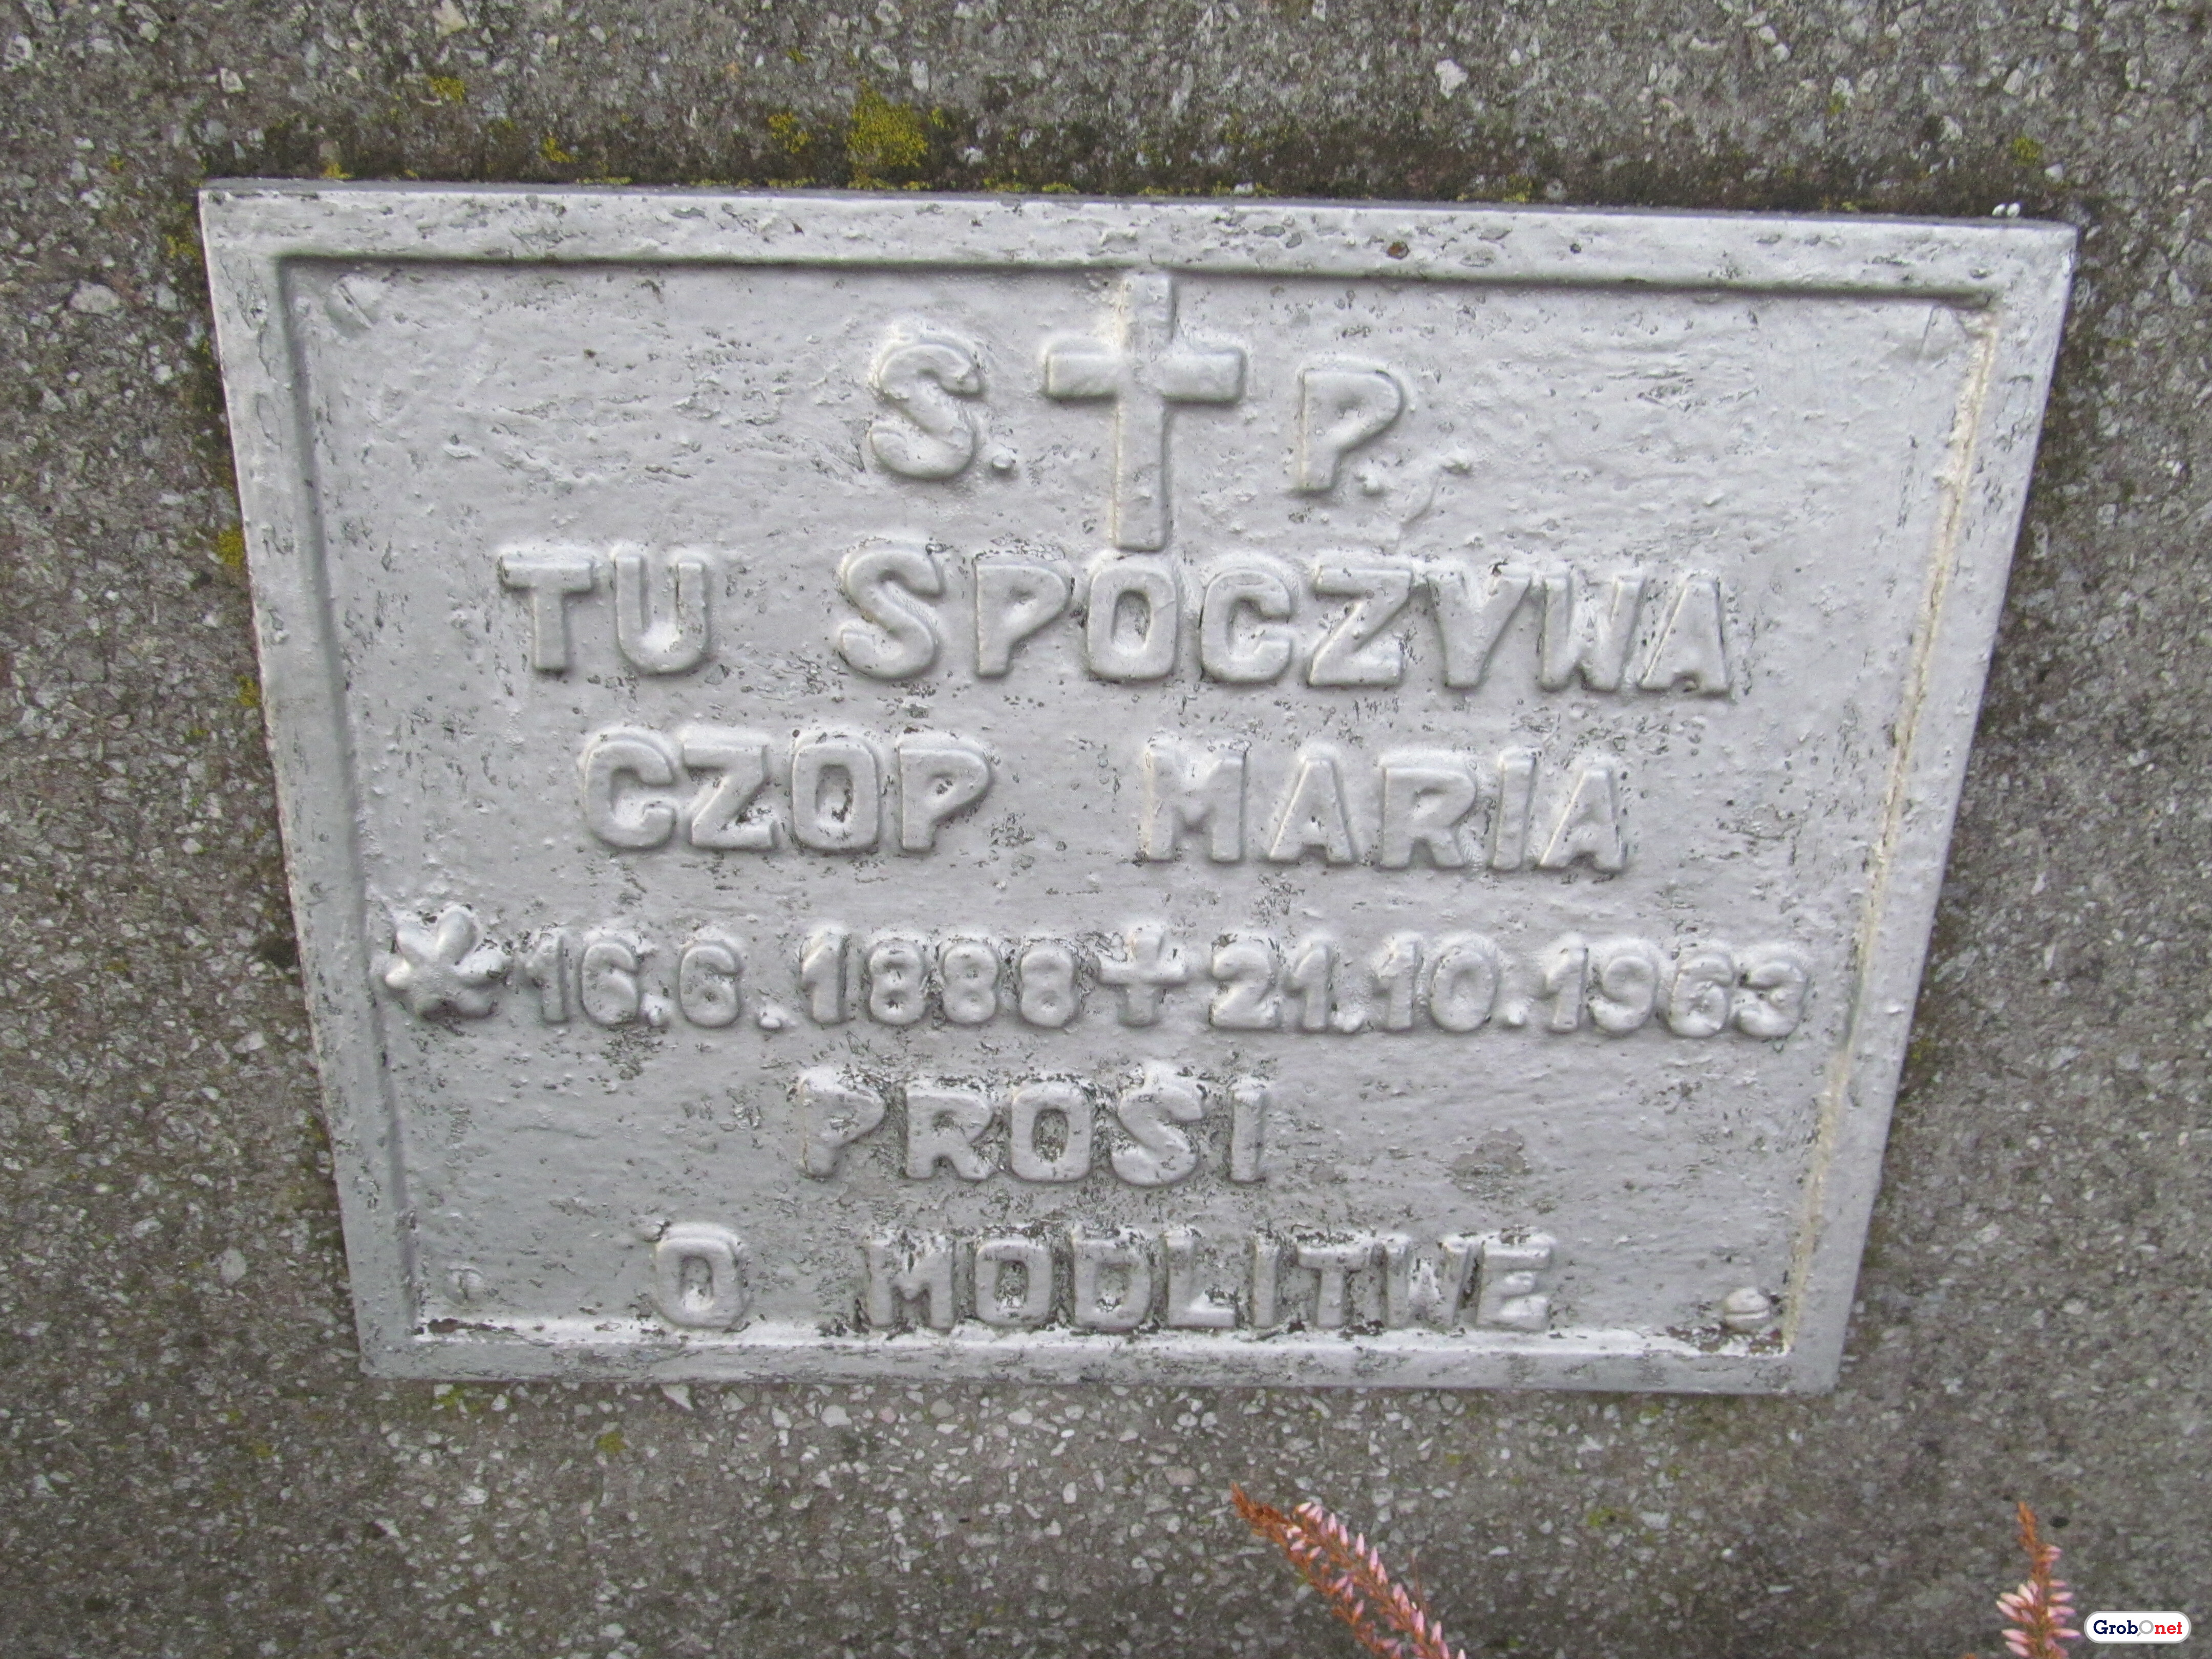 S. ✝ P.
TU SPOCZYWA
CZOP MARIA
* 16.6.1888 ✝ 21.10.1963
PROSI
O MODLITWE
GrobOnet